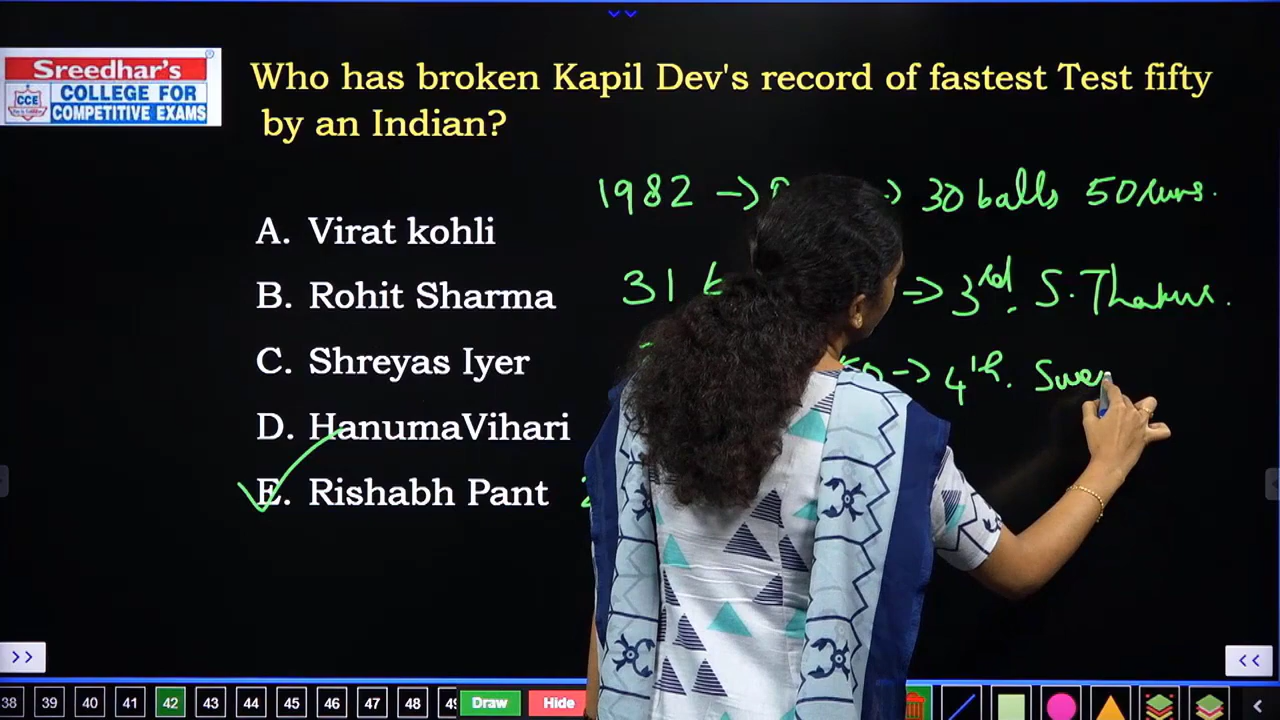 Sreedhar's
CCE
COLLEGE FOR
COMPETITIVE EXAMS
Who has broken Kapil Dev's record of fastest Test fifty
by an Indian?
1982 → → 30 balls 50 runs.
A. Virat kohli
31 → 3rd. S. Thakur.
B. Rohit Sharma
C. Shreyas Iyer
50 → 4th.
D. HanumaVihari
E. Rishabh Pant
>>
<<
38 39 40 41 42 43 44 45 46 47 48 Draw Hide
<